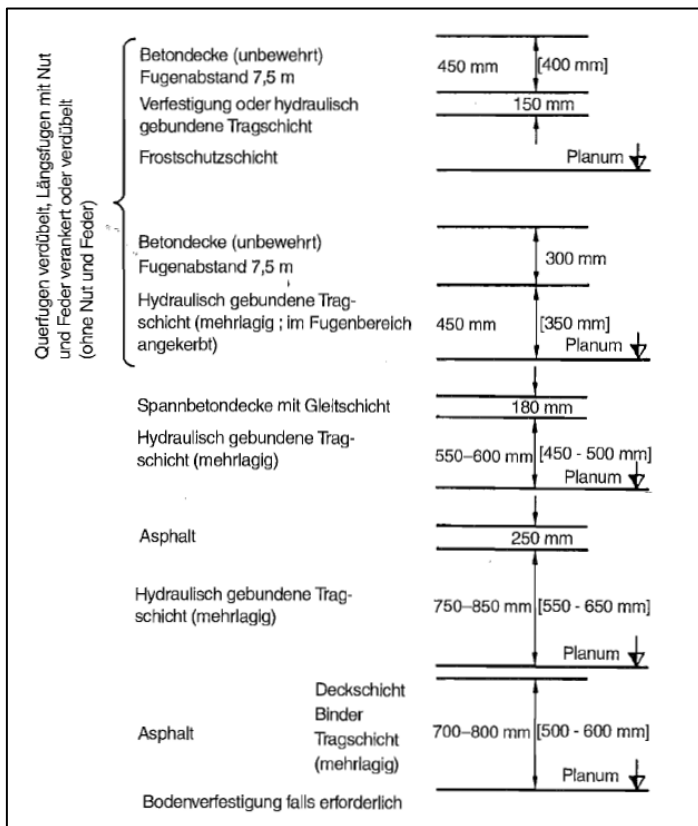 Querfugen verdübelt, Längsfugen mit Nut
und Feder verankert oder verdübelt
(ohne Nut und Feder)
Betondecke (unbewehrt)
Fugenabstand 7,5 m
450 mm [400 mm]
Verfestigung oder hydraulisch
gebundene Tragschicht
150 mm
Frostschutzschicht
Planum
Betondecke (unbewehrt)
Fugenabstand 7,5 m
300 mm
Hydraulisch gebundene Trag-
schicht (mehrlagig ; im Fugenbereich
angekerbt)
450 mm [350 mm]
Planum
Spannbetondecke mit Gleitschicht
180 mm
Hydraulisch gebundene Trag-
schicht (mehrlagig)
550–600 mm [450 - 500 mm]
Planum
Asphalt
250 mm
Hydraulisch gebundene Trag-
schicht (mehrlagig)
750–850 mm [550 - 650 mm]
Planum
Asphalt
Deckschicht
Binder
Tragschicht
(mehrlagig)
700–800 mm [500 - 600 mm]
Planum
Bodenverfestigung falls erforderlich